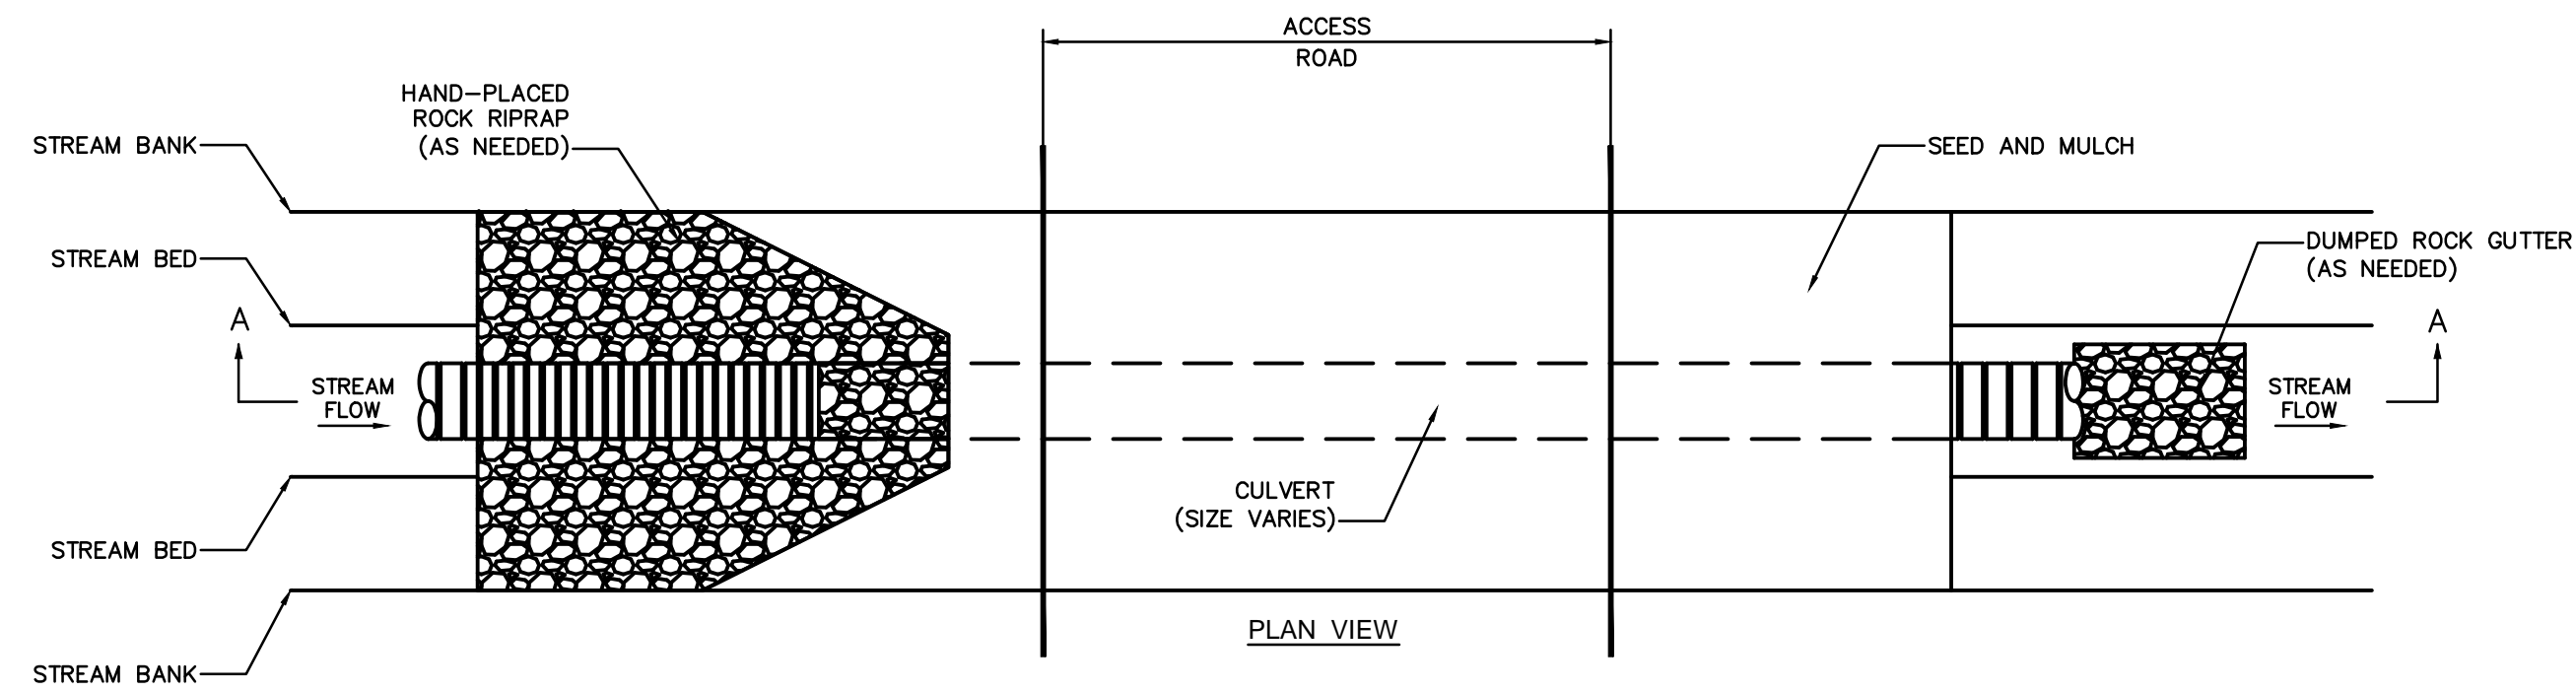 ACCESS
ROAD
HAND-PLACED
ROCK RIPRAP
(AS NEEDED)
STREAM BANK
SEED AND MULCH
STREAM BED
DUMPED ROCK GUTTER
(AS NEEDED)
A
A
STREAM
FLOW
STREAM
FLOW
CULVERT
(SIZE VARIES)
STREAM BED
PLAN VIEW
STREAM BANK